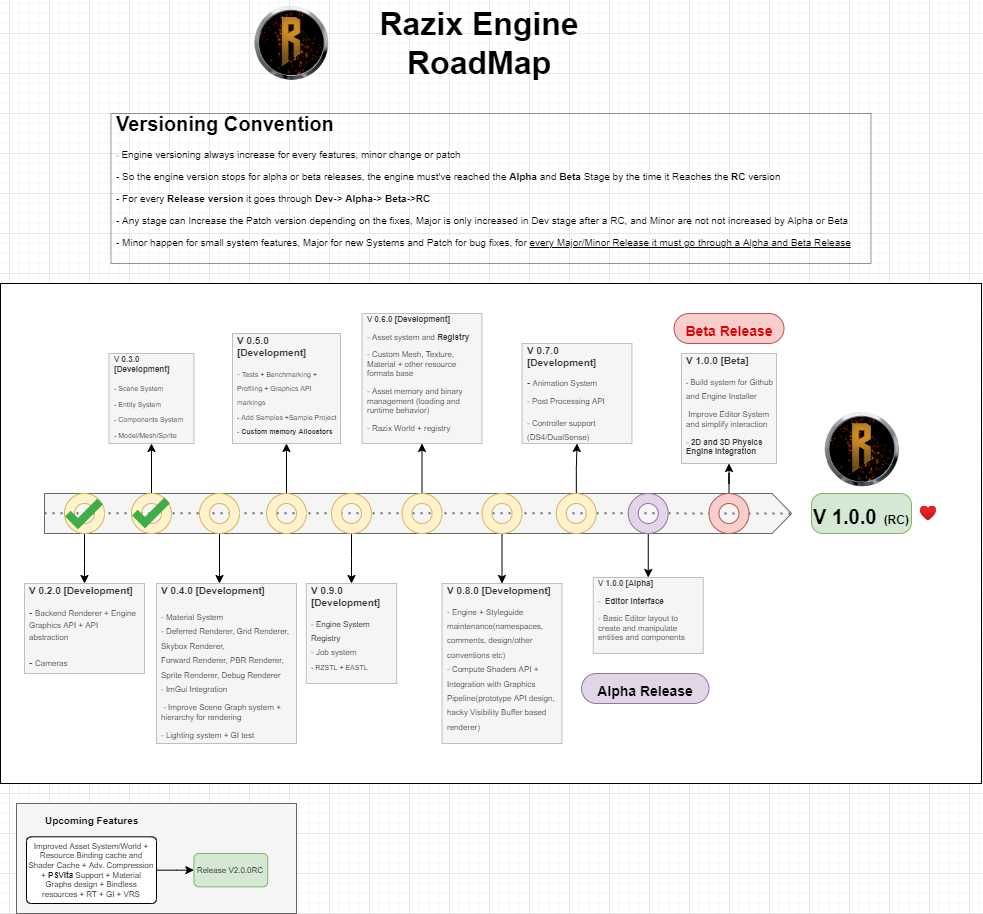 Razix Engine
RoadMap
Versioning Convention
- Engine versioning always increase for every features, minor change or patch
- So the engine version stops for alpha or beta releases, the engine must've reached the Alpha and Beta Stage by the time it Reaches the RC version
- For every Release version it goes through Dev-> Alpha-> Beta->RC
- Any stage can Increase the Patch version depending on the fixes, Major is only increased in Dev stage after a RC, and Minor are not not increased by Alpha or Beta
- Minor happen for small system features, Major for new Systems and Patch for bug fixes, for every Major/Minor Release it must go through a Alpha and Beta Release
V 0.3.0
[Development]
- Scene System
- Entity System
- Components System
- Model/Mesh/Sprite
V 0.5.0
[Development]
- Tests + Benchmarking +
Profiling + Graphics API
markings
- Add Samples +Sample Project
- Custom memory Allocators
V 0.6.0 [Development]
- Asset system and Registry
- Custom Mesh, Texture,
Material + other resource
formats base
- Asset memory and binary
management (loading and
runtime behavior)
- Razix World + registry
V 0.7.0
[Development]
- Animation System
- Post Processing API
- Controller support
(DS4/DualSense)
Beta Release
V 1.0.0 [Beta]
- Build system for Github
and Engine Installer
Improve Editor System
and simplify interaction
- 2D and 3D Physics
Engine Integration
V 1.0.0 (RC)
V 0.2.0 [Development]
- Backend Renderer + Engine
Graphics API + API
abstraction
- Cameras
V 0.4.0 [Development]
- Material System
- Deferred Renderer, Grid Renderer,
Skybox Renderer,
Forward Renderer, PBR Renderer,
Sprite Renderer, Debug Renderer
- ImGui Integration
- Improve Scene Graph system +
hierarchy for rendering
- Lighting system + GI test
V 0.9.0
[Development]
- Engine System
Registry
- Job system
- RZSTL + EASTL
V 0.8.0 [Development]
- Engine + Styleguide
maintenance(namespaces,
comments, design/other
conventions etc)
- Compute Shaders API +
Integration with Graphics
Pipeline(prototype API design,
hacky Visibility Buffer based
renderer)
V 1.0.0 [Alpha]
- Editor Interface
- Basic Editor layout to
create and manipulate
entities and components
Alpha Release
Upcoming Features
Improved Asset System/World +
Resource Binding cache and
Shader Cache + Adv. Compression
+ PSVita Support + Material
Graphs design + Bindless
resources + RT + GI + VRS
Release V2.0.0RC